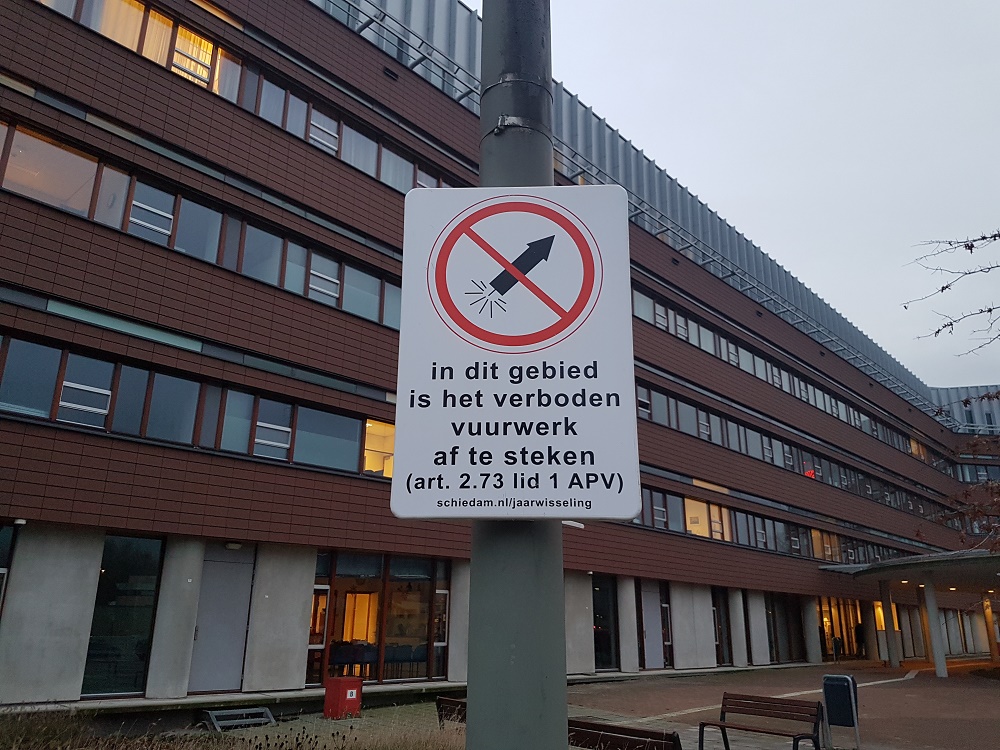 in dit gebied
is het verboden
vuurwerk
af te steken
(art. 2.73 lid 1 APV)
schiedam.nl/jaarwisseling